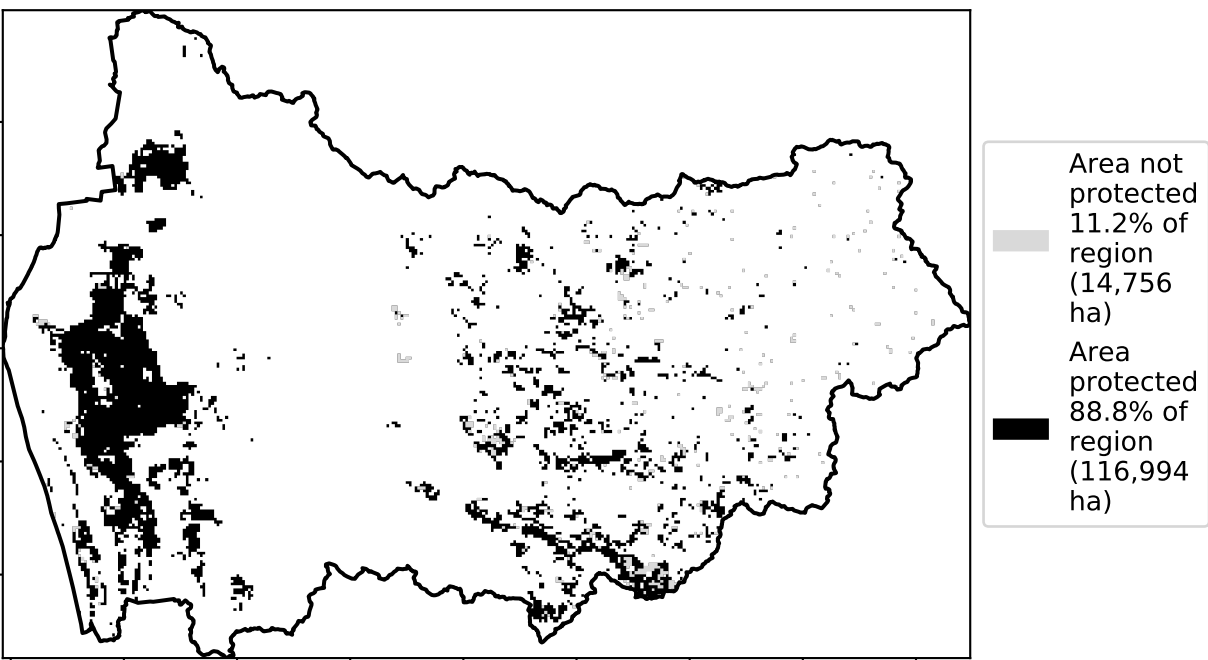 Area not
protected
11.2% of
region
(14,756
ha)
Area
protected
88.8% of
region
(116,994
ha)